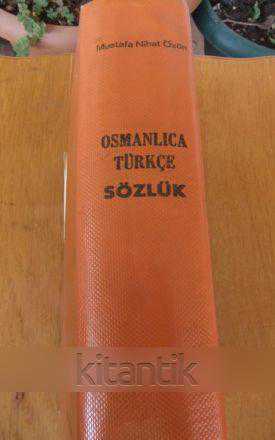 Mustafa Nihat Özön
OSMANLICA
TÜRKÇE
SÖZLÜK
kitantik